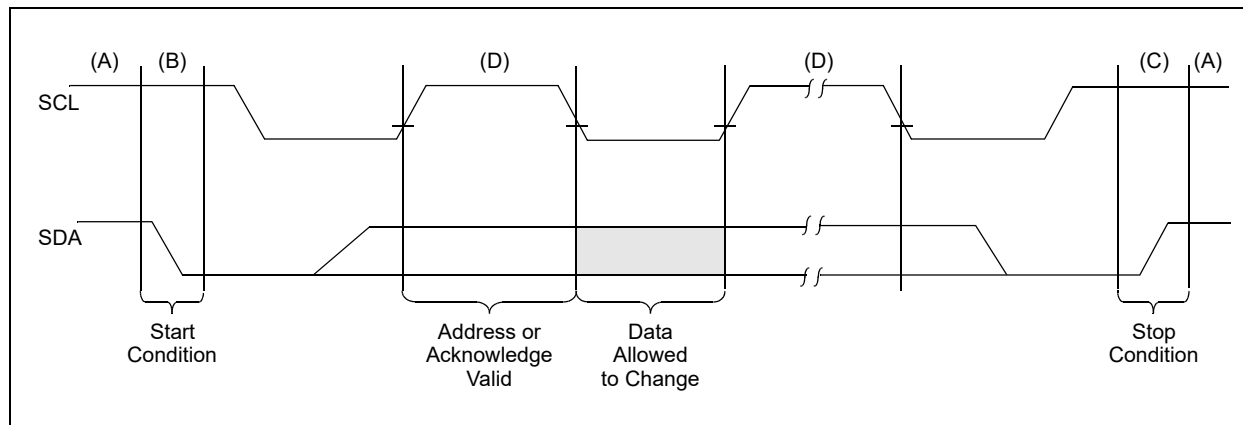 (A) (B) (D) (D) (C) (A)
SCL
SDA
Start
Condition
Address or
Acknowledge
Valid
Data
Allowed
to Change
Stop
Condition